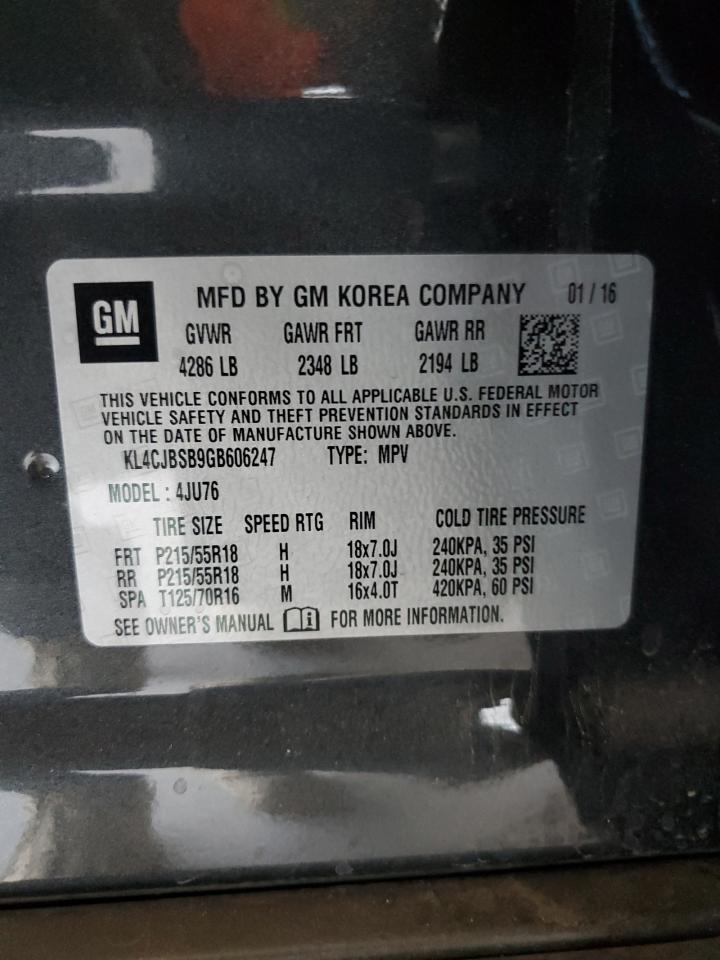 GM
MFD BY GM KOREA COMPANY 01/16
GVWR GAWR FRT GAWR RR
4286 LB 2348 LB 2194 LB
THIS VEHICLE CONFORMS TO ALL APPLICABLE U.S. FEDERAL MOTOR
VEHICLE SAFETY AND THEFT PREVENTION STANDARDS IN EFFECT
ON THE DATE OF MANUFACTURE SHOWN ABOVE.
KL4CJBSB9GB606247 TYPE: MPV
MODEL : 4JU76
TIRE SIZE SPEED RTG RIM COLD TIRE PRESSURE
FRT P215/55R18 H 18x7.0J 240KPA, 35 PSI
RR P215/55R18 H 18x7.0J 240KPA, 35 PSI
SPA T125/70R16 M 16x4.0T 420KPA, 60 PSI
SEE OWNER'S MANUAL i FOR MORE INFORMATION.